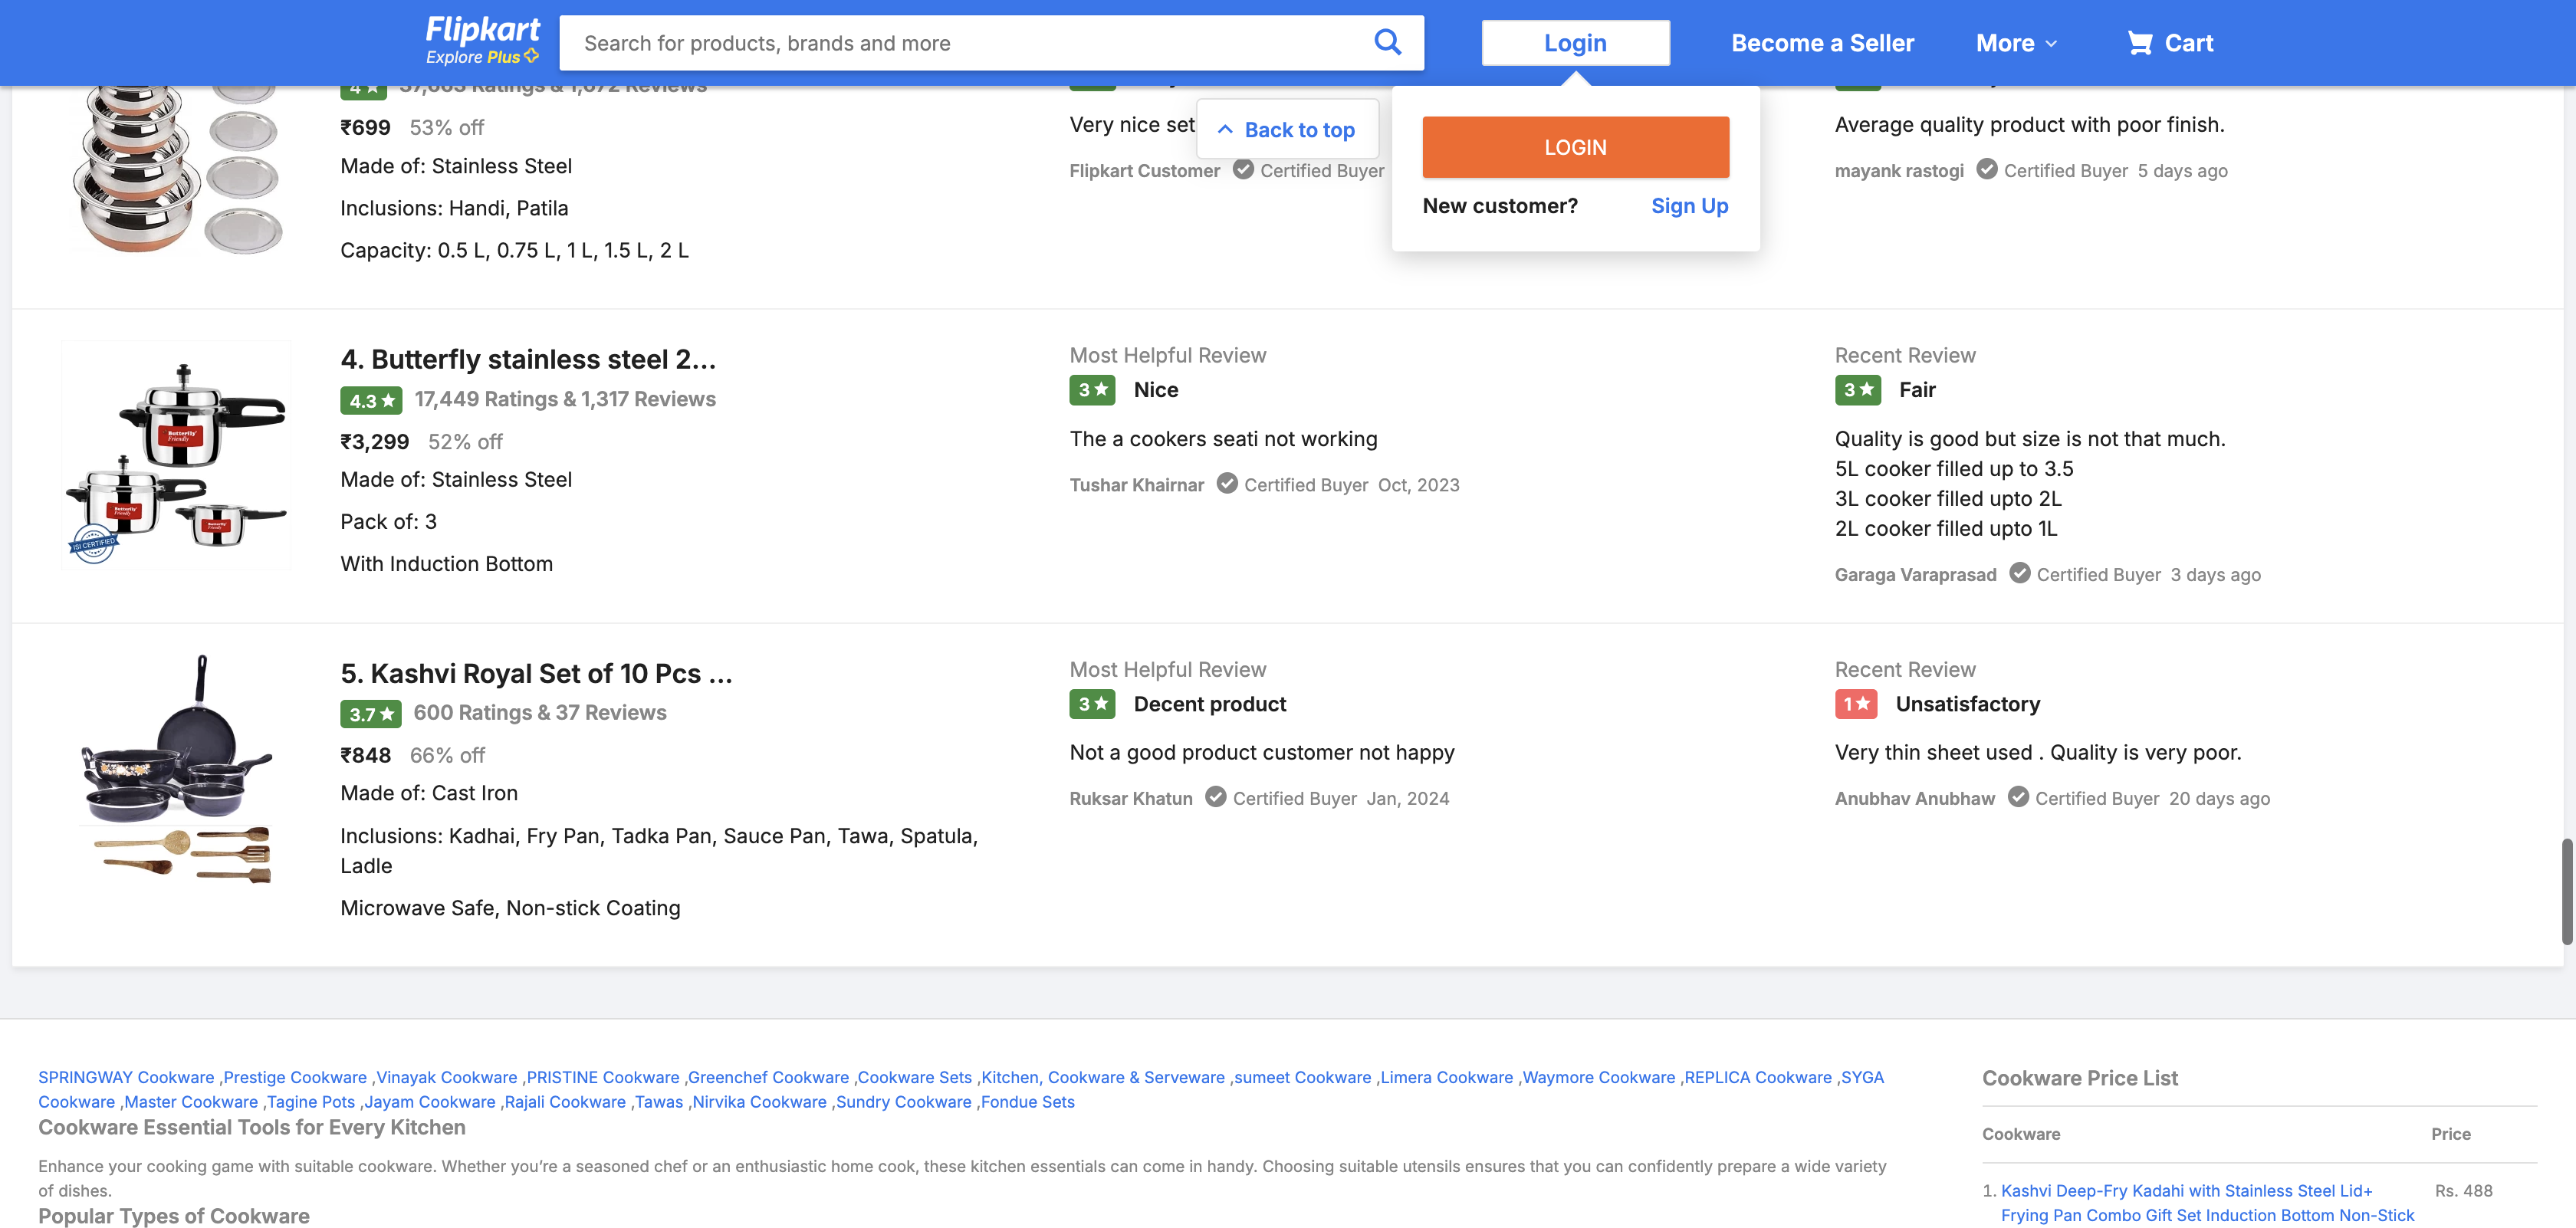 Flipkart
Explore Plus
Search for products, brands and more
Login
Become a Seller
More
Cart
Back to top
LOGIN
New customer? Sign Up
4 37,663 Ratings & 1,672 Reviews
₹699 53% off
Made of: Stainless Steel
Inclusions: Handi, Patila
Capacity: 0.5 L, 0.75 L, 1 L, 1.5 L, 2 L
Very nice set
Flipkart Customer Certified Buyer
Average quality product with poor finish.
mayank rastogi Certified Buyer 5 days ago
4. Butterfly stainless steel 2...
4.3 17,449 Ratings & 1,317 Reviews
₹3,299 52% off
Made of: Stainless Steel
Pack of: 3
With Induction Bottom
Butterfly
Friendly
Butterfly
Friendly
Butterfly
Friendly
ISI CERTIFIED
Most Helpful Review
3 Nice
The a cookers seati not working
Tushar Khairnar Certified Buyer Oct, 2023
Recent Review
3 Fair
Quality is good but size is not that much.
5L cooker filled up to 3.5
3L cooker filled upto 2L
2L cooker filled upto 1L
Garaga Varaprasad Certified Buyer 3 days ago
5. Kashvi Royal Set of 10 Pcs ...
3.7 600 Ratings & 37 Reviews
₹848 66% off
Made of: Cast Iron
Inclusions: Kadhai, Fry Pan, Tadka Pan, Sauce Pan, Tawa, Spatula,
Ladle
Microwave Safe, Non-stick Coating
Most Helpful Review
3 Decent product
Not a good product customer not happy
Ruksar Khatun Certified Buyer Jan, 2024
Recent Review
1 Unsatisfactory
Very thin sheet used . Quality is very poor.
Anubhav Anubhaw Certified Buyer 20 days ago
SPRINGWAY Cookware ,Prestige Cookware ,Vinayak Cookware ,PRISTINE Cookware ,Greenchef Cookware ,Cookware Sets ,Kitchen, Cookware & Serveware ,sumeet Cookware ,Limera Cookware ,Waymore Cookware ,REPLICA Cookware ,SYGA
Cookware ,Master Cookware ,Tagine Pots ,Jayam Cookware ,Rajali Cookware ,Tawas ,Nirvika Cookware ,Sundry Cookware ,Fondue Sets
Cookware Essential Tools for Every Kitchen
Enhance your cooking game with suitable cookware. Whether you’re a seasoned chef or an enthusiastic home cook, these kitchen essentials can come in handy. Choosing suitable utensils ensures that you can confidently prepare a wide variety
of dishes.
Popular Types of Cookware
Cookware Price List
Cookware Price
1. Kashvi Deep-Fry Kadahi with Stainless Steel Lid+ Rs. 488
Frying Pan Combo Gift Set Induction Bottom Non-Stick